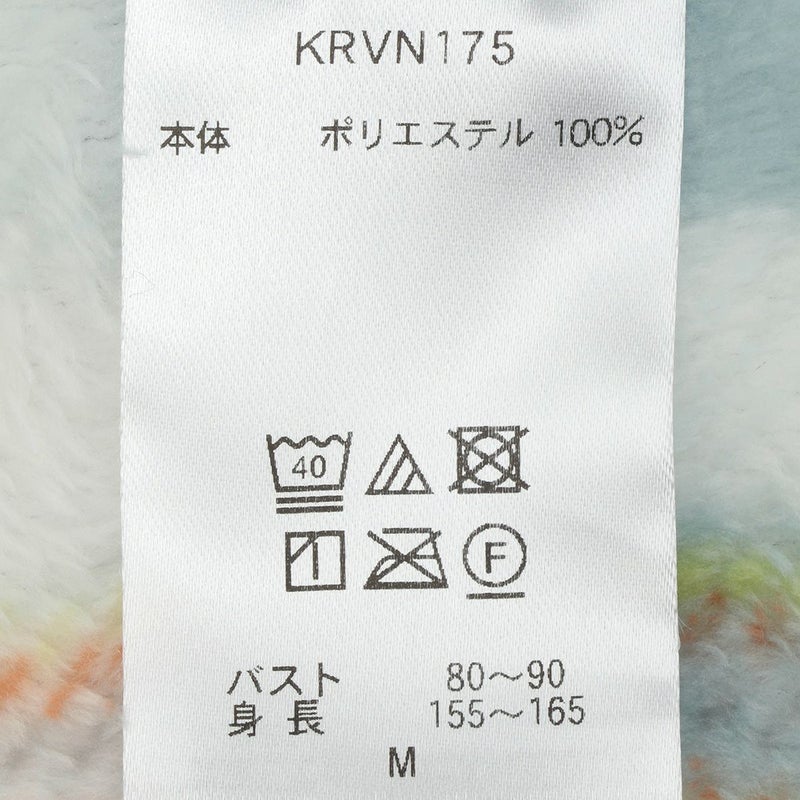 KRVN175
本体 ポリエステル 100%
40
F
バスト 80～90
身長 155～165
M